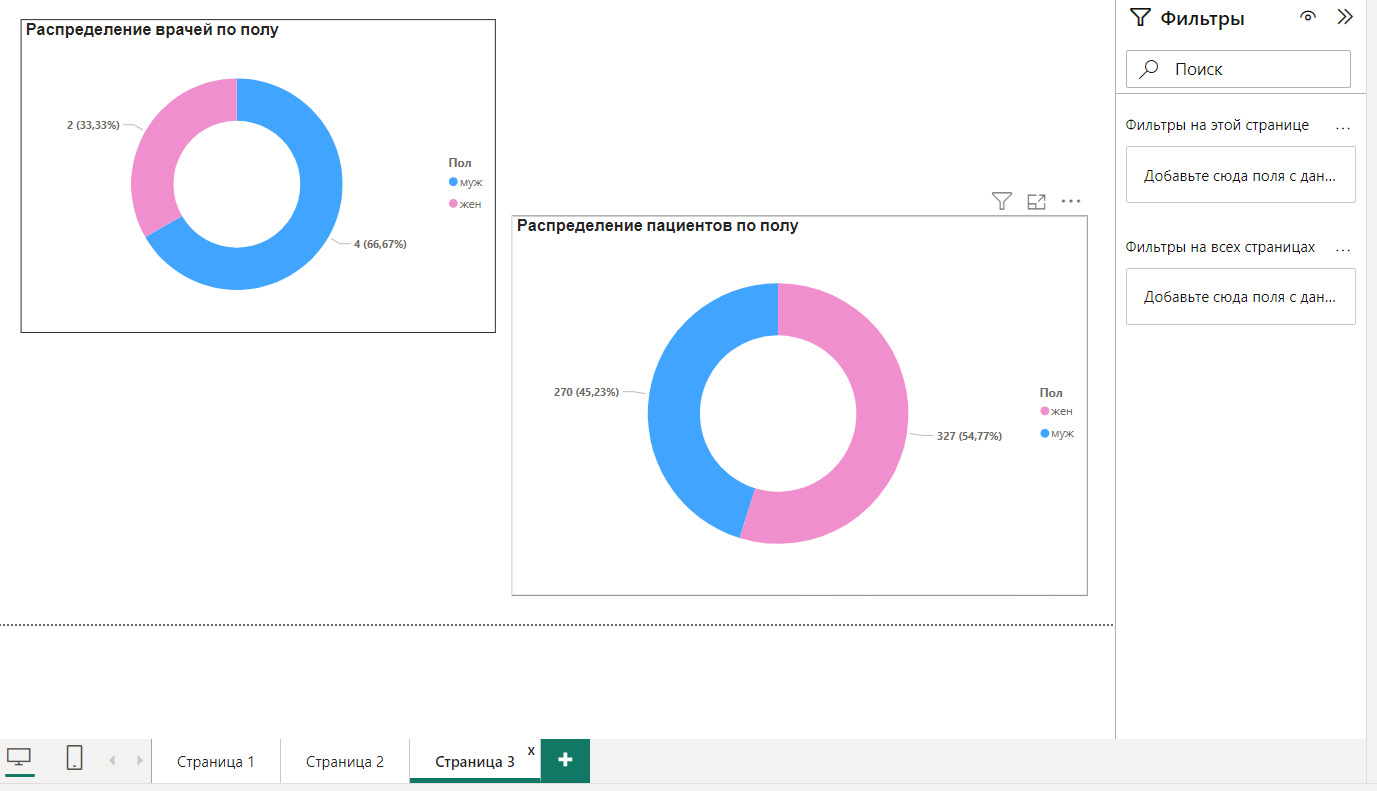 Распределение врачей по полу
2 (33,33%)
4 (66,67%)
Пол
муж
жен
Распределение пациентов по полу
270 (45,23%)
327 (54,77%)
Пол
жен
муж
Фильтры
Поиск
Фильтры на этой странице
...
Добавьте сюда поля с дан...
Фильтры на всех страницах
...
Добавьте сюда поля с дан...
Страница 1
Страница 2
Страница 3
x
+